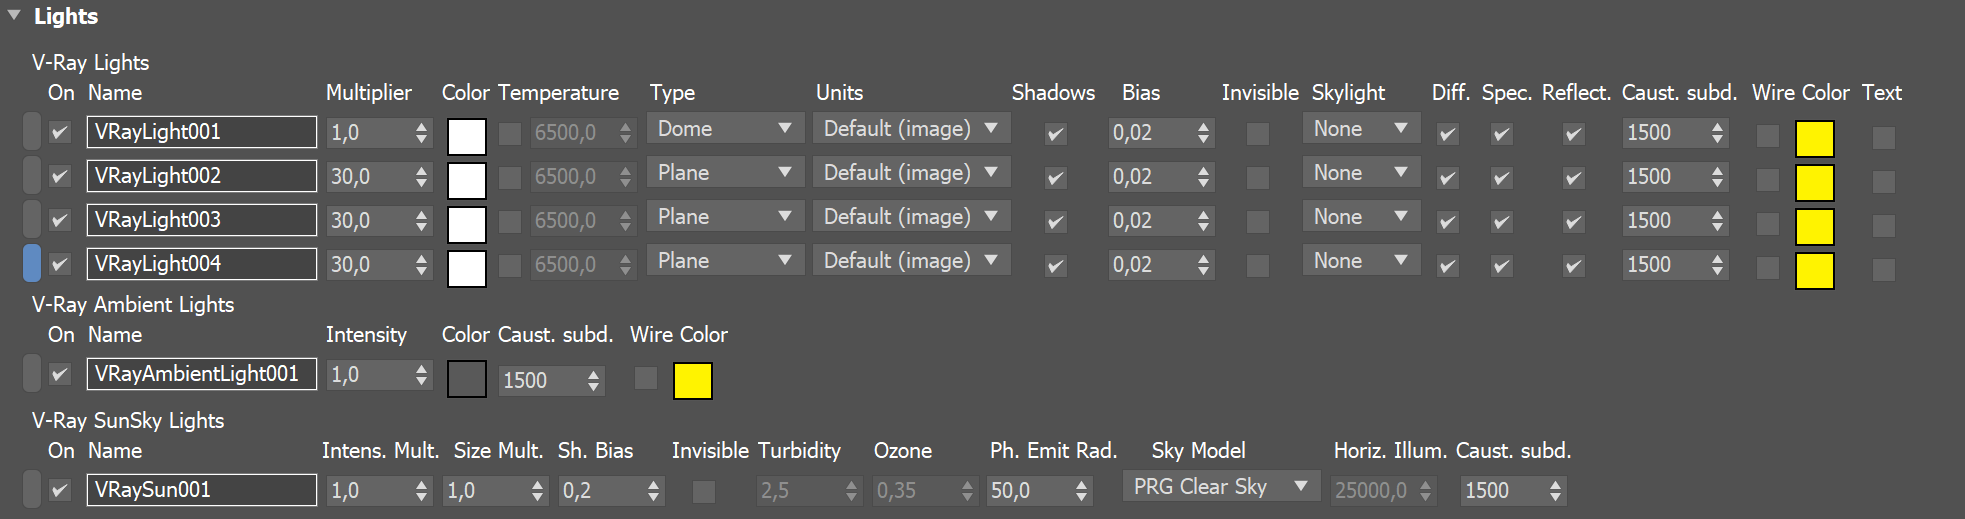 Lights
V-Ray Lights
On Name Multiplier Color Temperature Type Units Shadows Bias Invisible Skylight Diff. Spec. Reflect. Caust. subd. Wire Color Text
VRayLight001 1,0 6500,0 Dome Default (image) 0,02 None 1500
VRayLight002 30,0 6500,0 Plane Default (image) 0,02 None 1500
VRayLight003 30,0 6500,0 Plane Default (image) 0,02 None 1500
VRayLight004 30,0 6500,0 Plane Default (image) 0,02 None 1500
V-Ray Ambient Lights
On Name Intensity Color Caust. subd. Wire Color
VRayAmbientLight001 1,0 1500
V-Ray SunSky Lights
On Name Intens. Mult. Size Mult. Sh. Bias Invisible Turbidity Ozone Ph. Emit Rad. Sky Model Horiz. Illum. Caust. subd.
VRaySun001 1,0 1,0 0,2 2,5 0,35 50,0 PRG Clear Sky 25000,0 1500